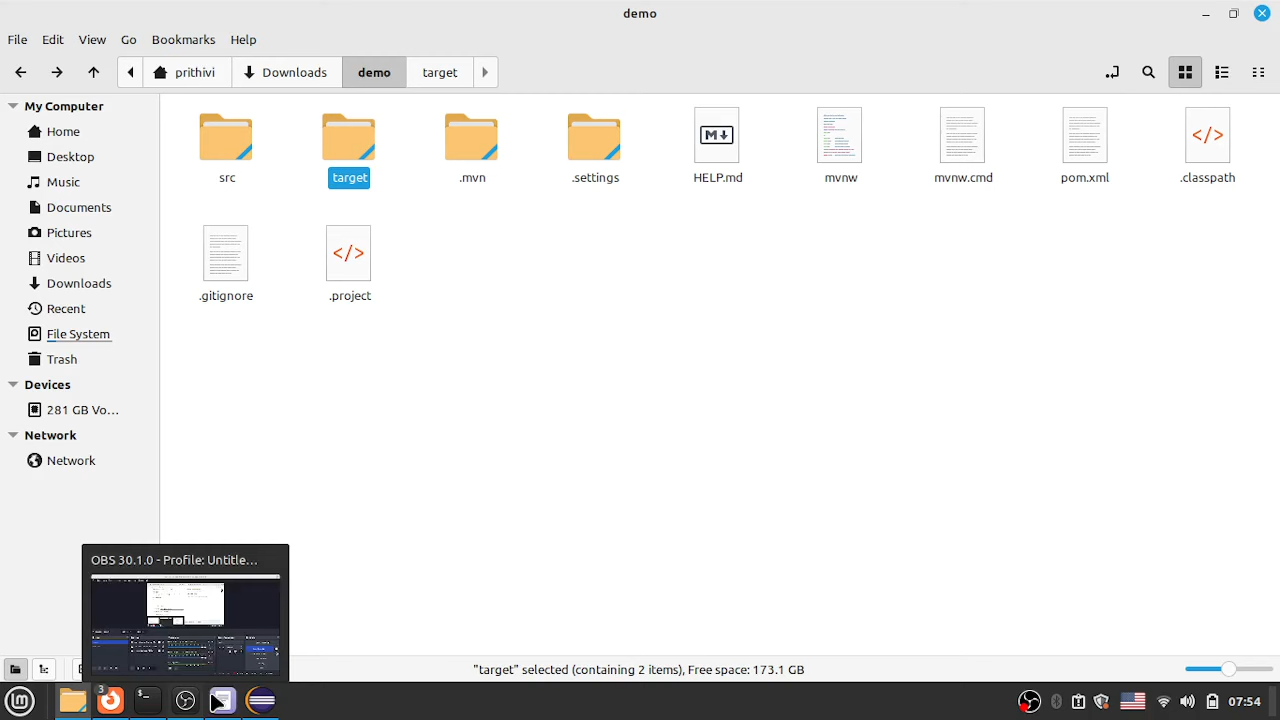 demo
File Edit View Go Bookmarks Help
prithivi Downloads demo target
My Computer
Home
Desktop
Music
Documents
Pictures
Videos
Downloads
Recent
File System
Trash
Devices
281 GB Vo...
Network
Network
src target .mvn .settings HELP.md mvnw mvnw.cmd pom.xml .classpath
.gitignore .project
OBS 30.1.0 - Profile: Untitle...
"target" selected (containing 2 items), Free space: 173.1 GB
3
07:54